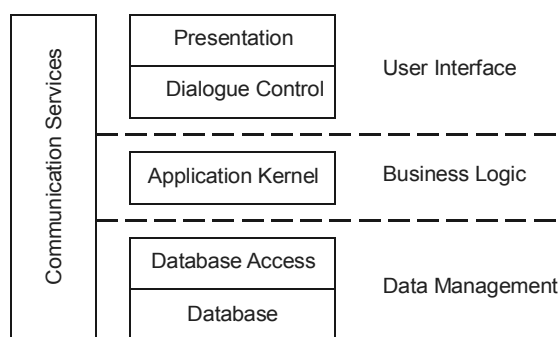 Communication Services
Presentation
Dialogue Control
User Interface
Application Kernel
Business Logic
Database Access
Database
Data Management